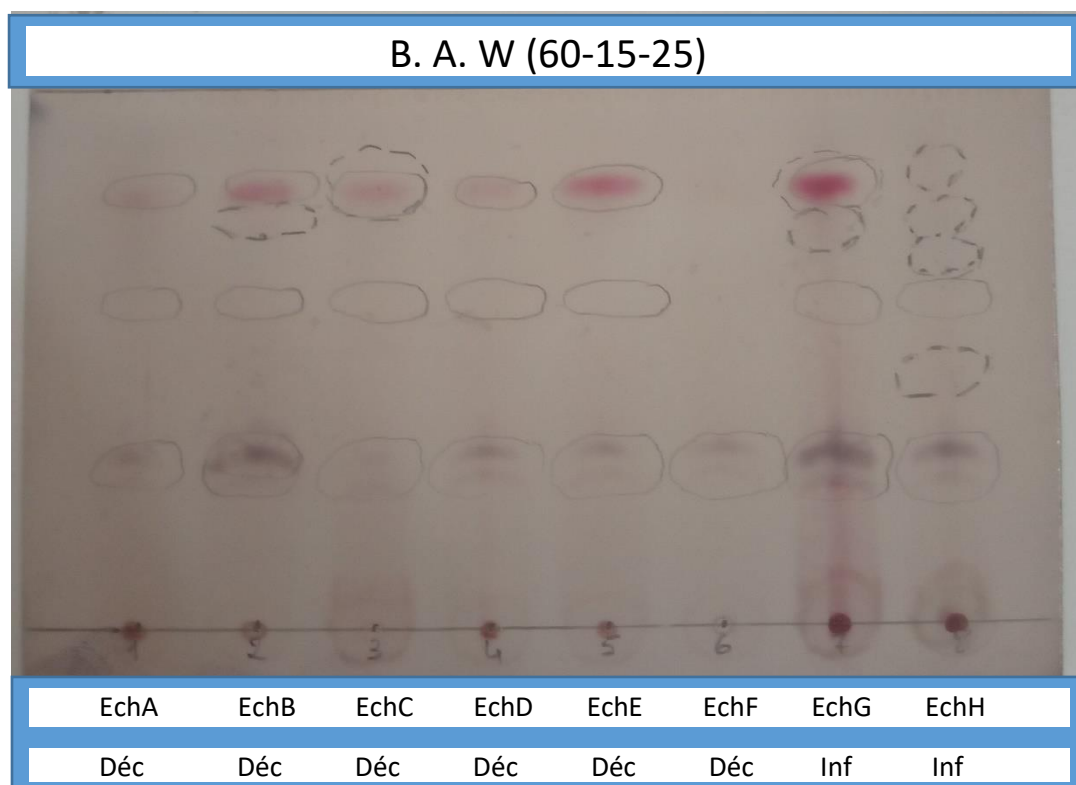 B. A. W (60-15-25)
1 2 3 4 5 6 7 8
EchA EchB EchC EchD EchE EchF EchG EchH
Déc Déc Déc Déc Déc Déc Inf Inf